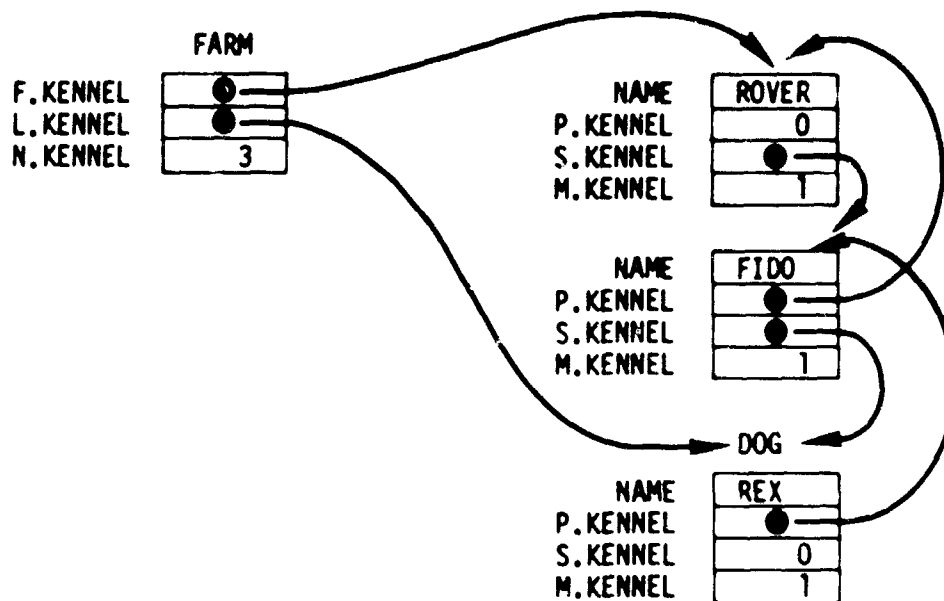 FARM
F.KENNEL
L.KENNEL
N.KENNEL 3
NAME ROVER
P.KENNEL 0
S.KENNEL
M.KENNEL 1
NAME FIDO
P.KENNEL
S.KENNEL
M.KENNEL 1
DOG
NAME REX
P.KENNEL
S.KENNEL 0
M.KENNEL 1